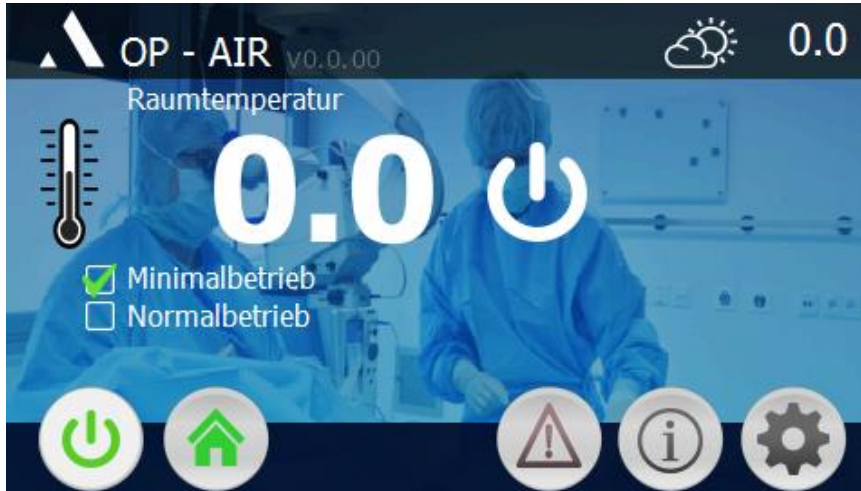 OP - AIR v0.0.00
0.0
Raumtemperatur
0.0
Minimalbetrieb
Normalbetrieb